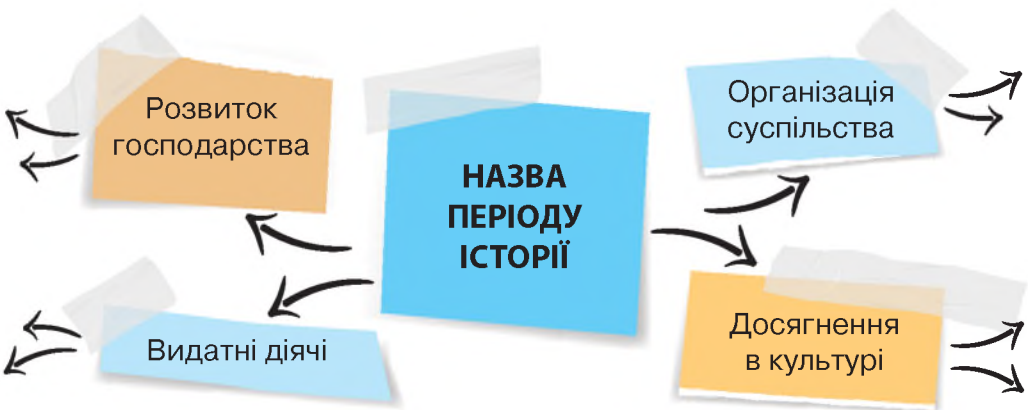 Розвиток
господарства
Організація
суспільства
НАЗВА
ПЕРІОДУ
ІСТОРІЇ
Видатні діячі
Досягнення
в культурі